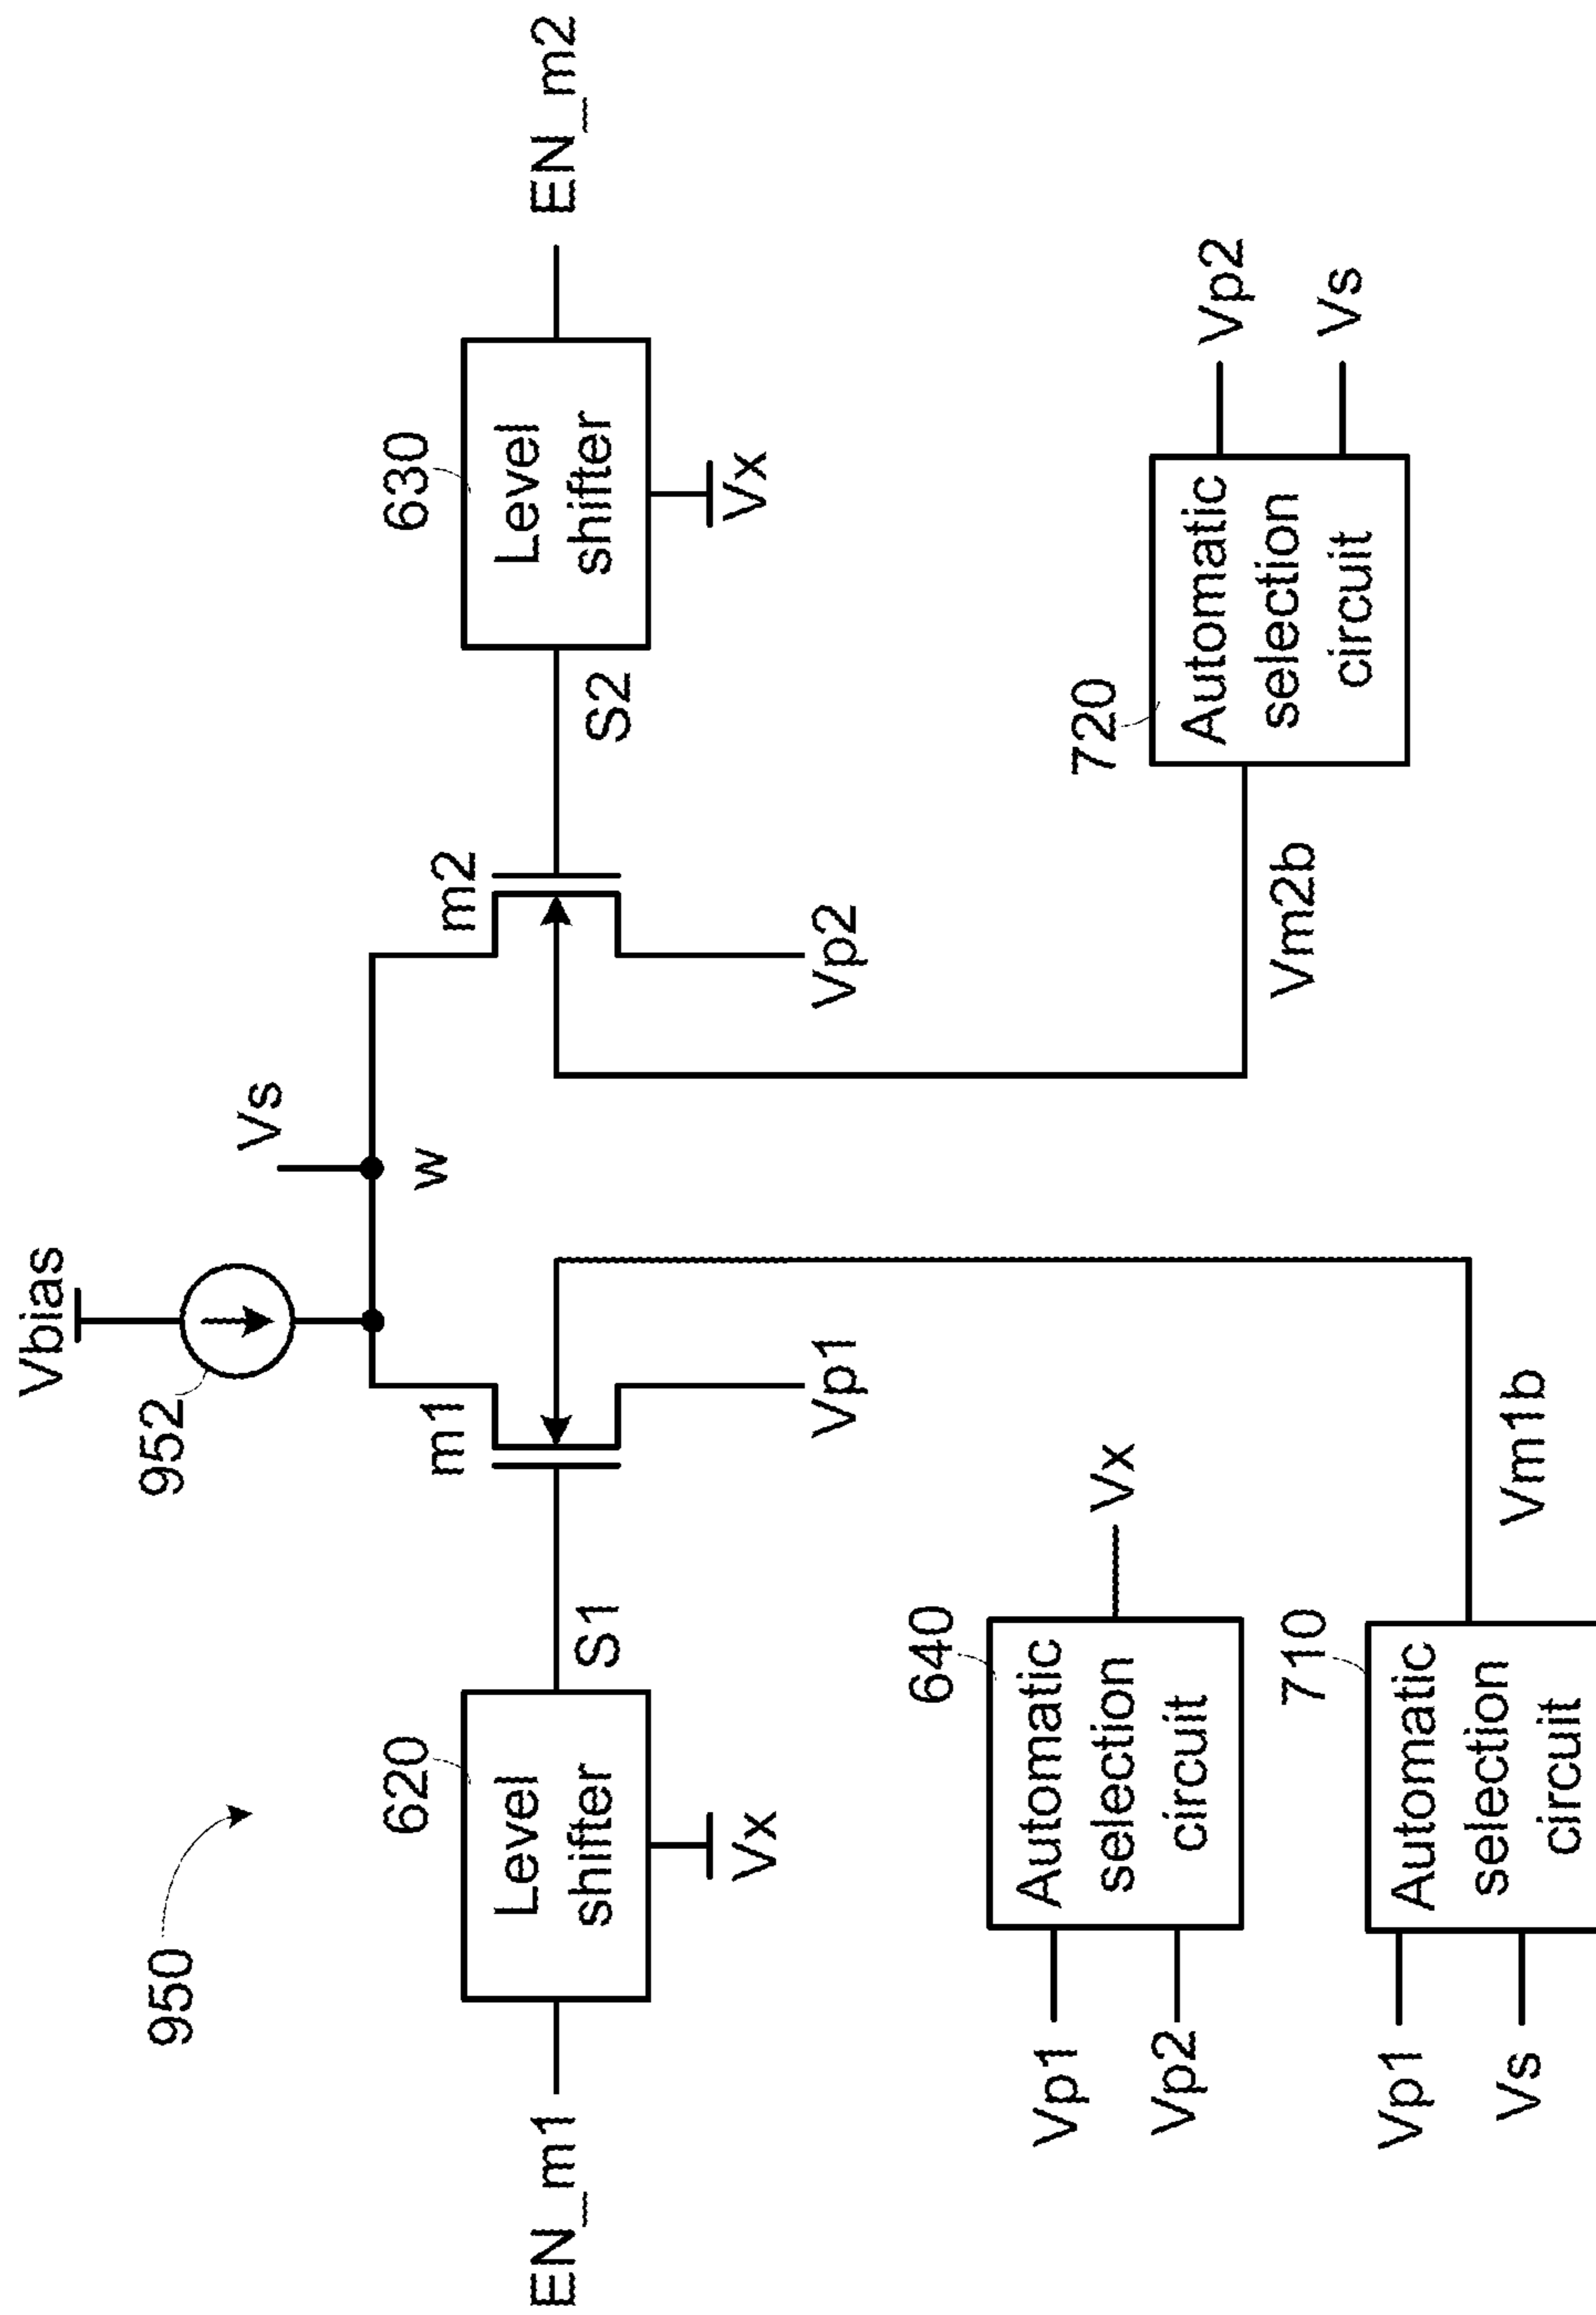 950
Vbias
952
Vs
w
m1
m2
EN_m1
620
Level
shifter
Vx
S1
Vp1
Vp2
S2
630
Level
shifter
Vx
EN_m2
Vp1
Vp2
640
Automatic
selection
circuit
Vx
Vp1
Vs
710
Automatic
selection
circuit
Vm1b
Vm2b
720
Automatic
selection
circuit
Vp2
Vs